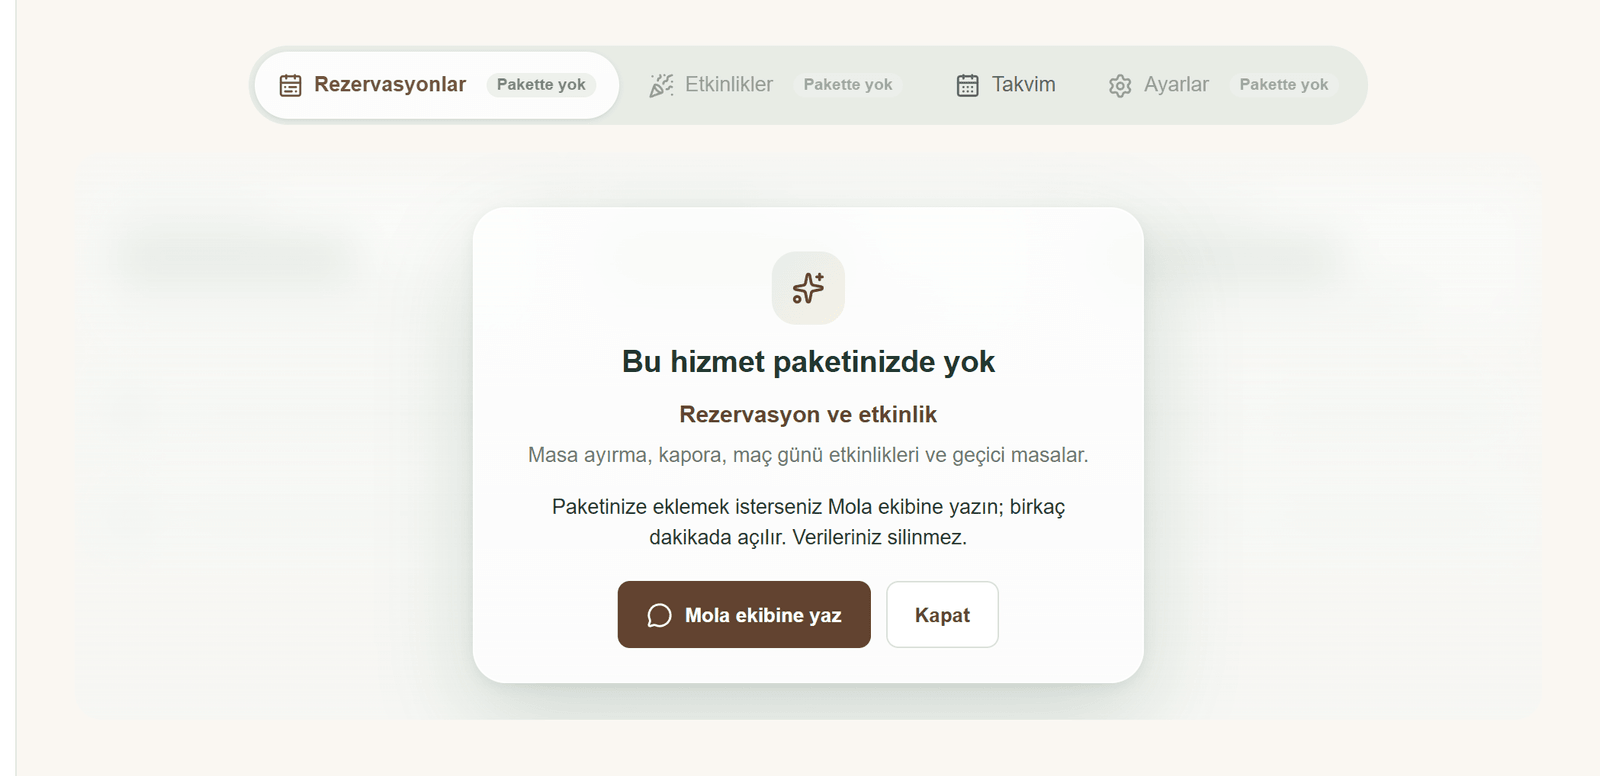 Rezervasyonlar Pakette yok Etkinlikler Pakette yok Takvim Ayarlar Pakette yok
Bu hizmet paketinizde yok
Rezervasyon ve etkinlik
Masa ayırma, kapora, maç günü etkinlikleri ve geçici masalar.
Paketinize eklemek isterseniz Mola ekibine yazın; birkaç
dakikada açılır. Verileriniz silinmez.
Mola ekibine yaz Kapat